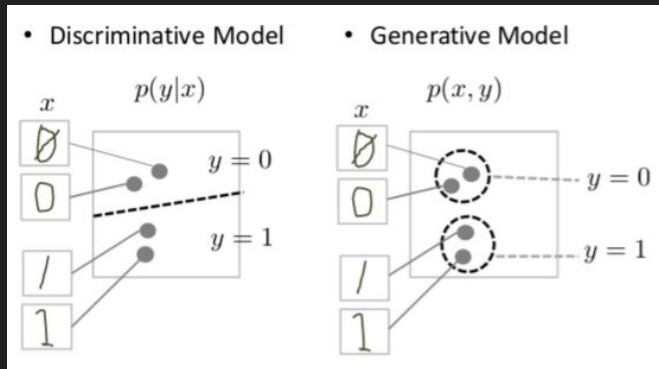 • Discriminative Model
p(y|x)
x
0
0
1
1
y = 0
y = 1
• Generative Model
p(x, y)
x
0
0
1
1
y = 0
y = 1